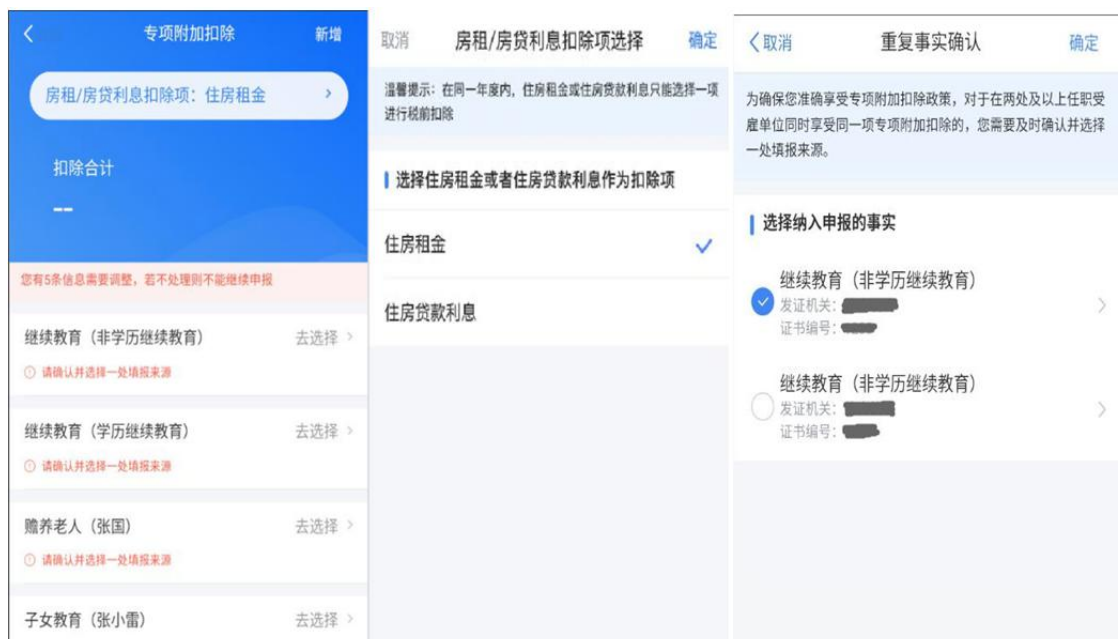 专项附加扣除
新增
房租/房贷利息扣除项：住房租金
扣除合计
--
您有5条信息需要调整，若不处理则不能继续申报
继续教育（非学历继续教育）
去选择
请确认并选择一处填报来源
继续教育（学历继续教育）
去选择
请确认并选择一处填报来源
赡养老人（张国）
去选择
请确认并选择一处填报来源
子女教育（张小雷）
去选择
取消
房租/房贷利息扣除项选择
确定
温馨提示：在同一年度内，住房租金或住房贷款利息只能选择一项
进行税前扣除
选择住房租金或者住房贷款利息作为扣除项
住房租金
住房贷款利息
取消
重复事实确认
确定
为确保您准确享受专项附加扣除政策，对于在两处及以上任职受
雇单位同时享受同一项专项附加扣除的，您需要及时确认并选择
一处填报来源。
选择纳入申报的事实
继续教育（非学历继续教育）
发证机关：
证书编号：
继续教育（非学历继续教育）
发证机关：
证书编号：